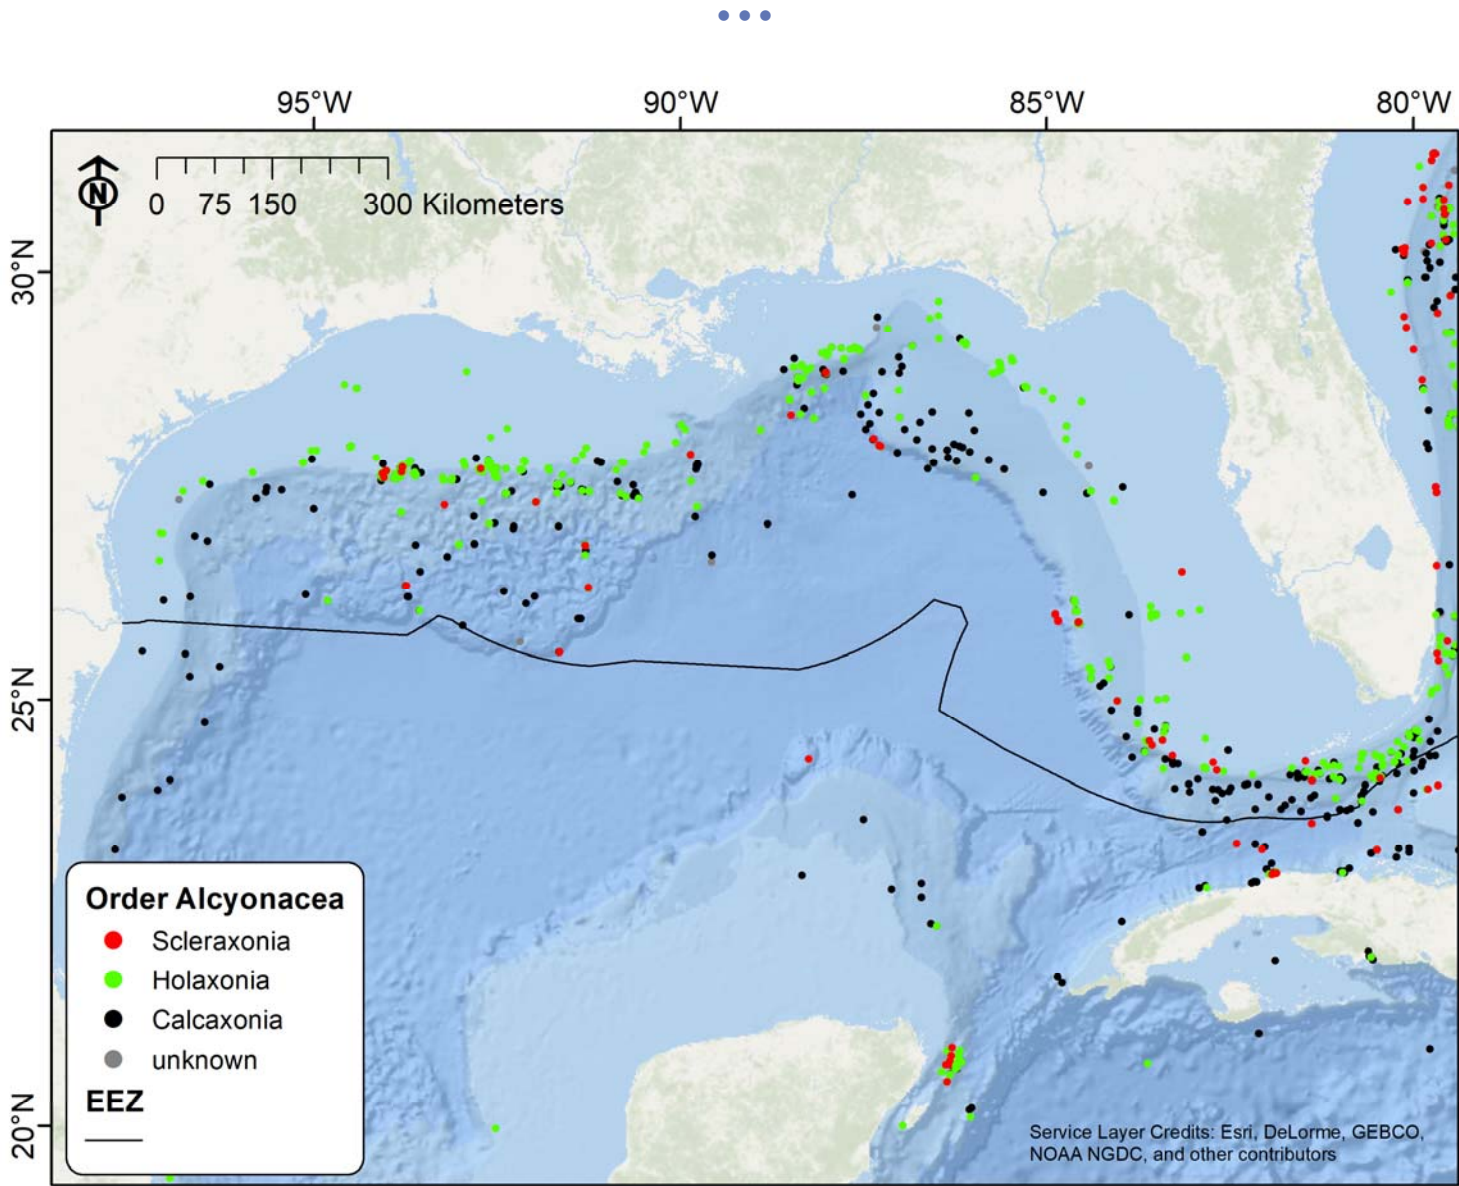 95°W 90°W 85°W 80°W
N
0 75 150 300 Kilometers
30°N
25°N
20°N
Order Alcyonacea
Scleraxonia
Holaxonia
Calcaxonia
unknown
EEZ
Service Layer Credits: Esri, DeLorme, GEBCO,
NOAA NGDC, and other contributors